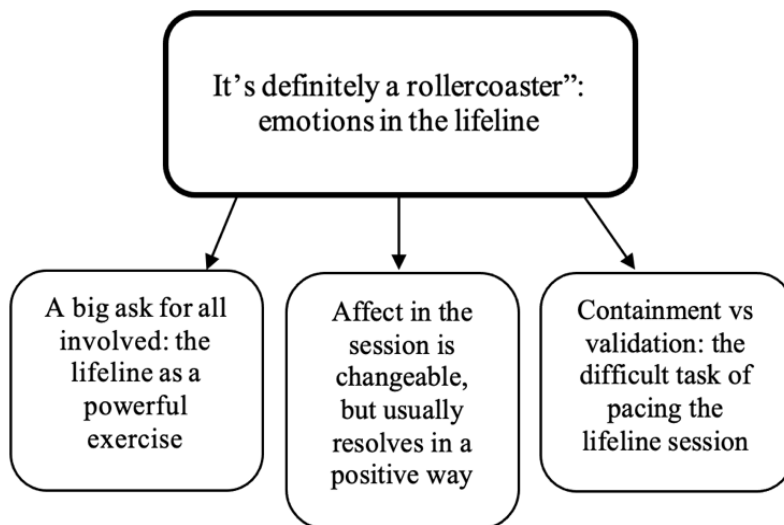 It’s definitely a rollercoaster”:
emotions in the lifeline
A big ask for all
involved: the
lifeline as a
powerful
exercise
Affect in the
session is
changeable,
but usually
resolves in a
positive way
Containment vs
validation: the
difficult task of
pacing the
lifeline session